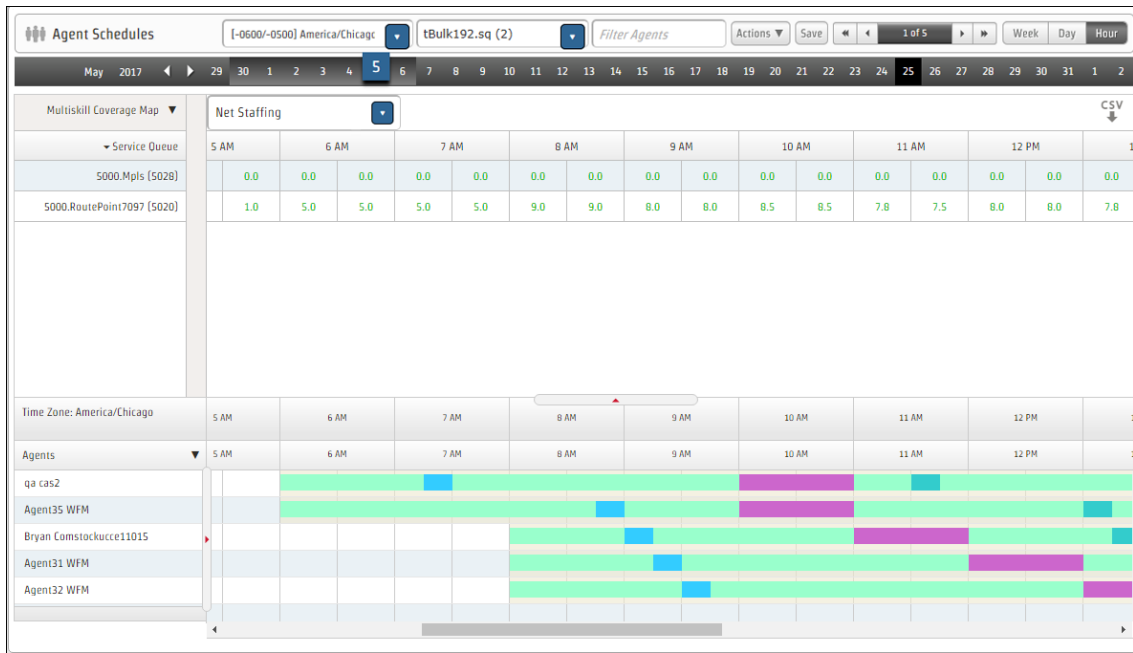 Agent Schedules [-0600/-0500] America/Chicago tBulk192.sq (2) Filter Agents Actions ▼ Save 1 of 5 Week Day Hour
May 2017 29 30 1 2 3 4 5 6 7 8 9 10 11 12 13 14 15 16 17 18 19 20 21 22 23 24 25 26 27 28 29 30 31 1 2
Multiskill Coverage Map ▼ Net Staffing CSV
Service Queue 5 AM 6 AM 7 AM 8 AM 9 AM 10 AM 11 AM 12 PM 1
5000.Mpls (5028) 0.0 0.0 0.0 0.0 0.0 0.0 0.0 0.0 0.0 0.0 0.0 0.0 0.0 0.0 0.0 0.0
5000.RoutePoint7097 (5020) 1.0 5.0 5.0 5.0 5.0 9.0 9.0 8.0 8.0 8.5 8.5 7.8 7.5 8.0 8.0 7.8
Time Zone: America/Chicago 5 AM 6 AM 7 AM 8 AM 9 AM 10 AM 11 AM 12 PM 1
Agents ▼ 5 AM 6 AM 7 AM 8 AM 9 AM 10 AM 11 AM 12 PM
qa cas2
Agent35 WFM
Bryan Comstockucce11015
Agent31 WFM
Agent32 WFM